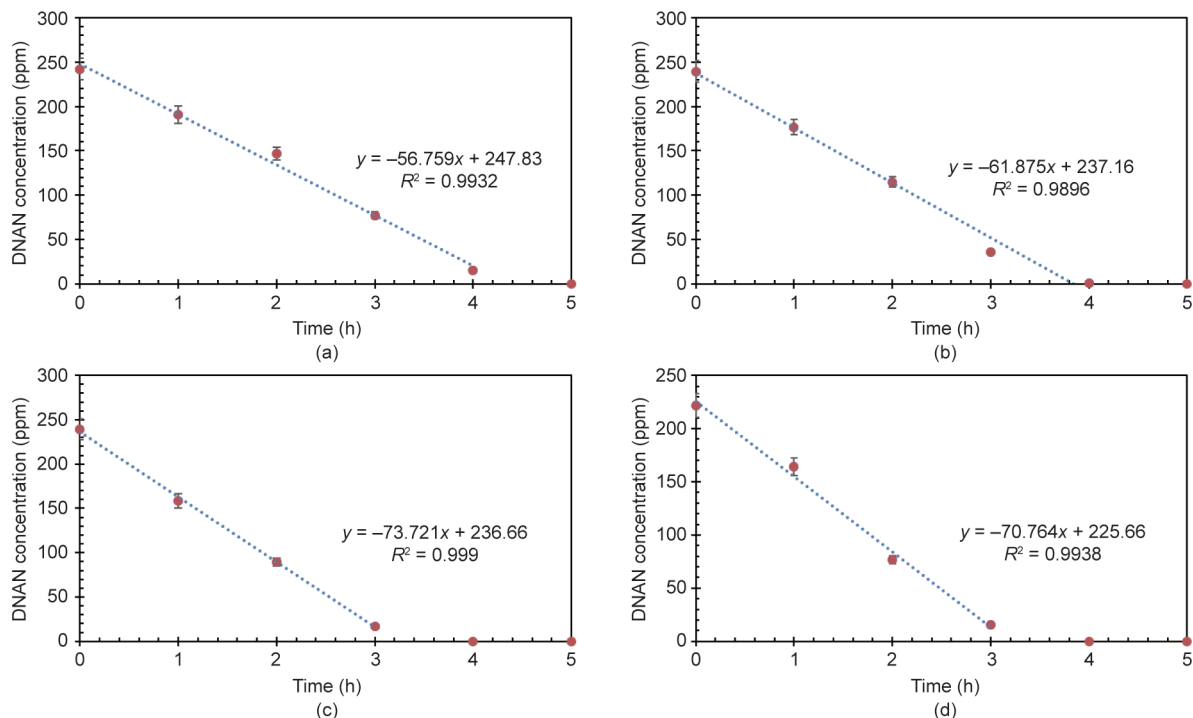 300
250
200
150
100
50
0
DNAN concentration (ppm)
y = –56.759x + 247.83
R² = 0.9932
0 1 2 3 4 5
Time (h)
(a)
300
250
200
150
100
50
0
DNAN concentration (ppm)
y = –61.875x + 237.16
R² = 0.9896
0 1 2 3 4 5
Time (h)
(b)
300
250
200
150
100
50
0
DNAN concentration (ppm)
y = –73.721x + 236.66
R² = 0.999
0 1 2 3 4 5
Time (h)
(c)
250
200
150
100
50
0
DNAN concentration (ppm)
y = –70.764x + 225.66
R² = 0.9938
0 1 2 3 4 5
Time (h)
(d)